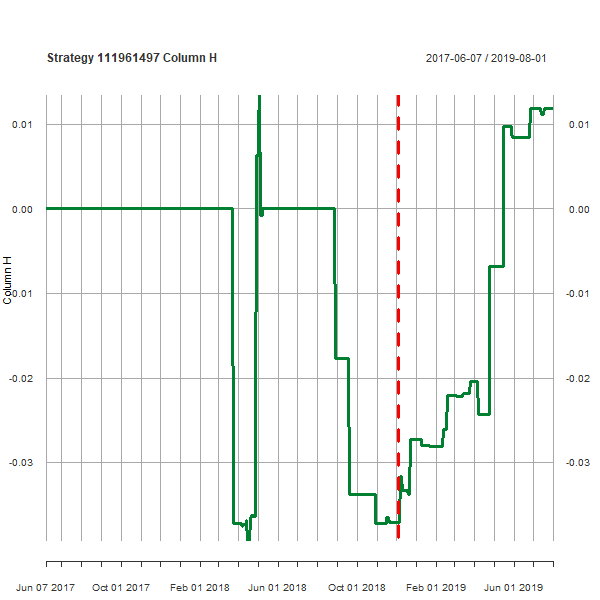 Strategy 111961497 Column H
2017-06-07 / 2019-08-01
0.01
0.01
0.00
0.00
Column H
-0.01
-0.01
-0.02
-0.02
-0.03
-0.03
Jun 07 2017
Oct 01 2017
Feb 01 2018
Jun 01 2018
Oct 01 2018
Feb 01 2019
Jun 01 2019